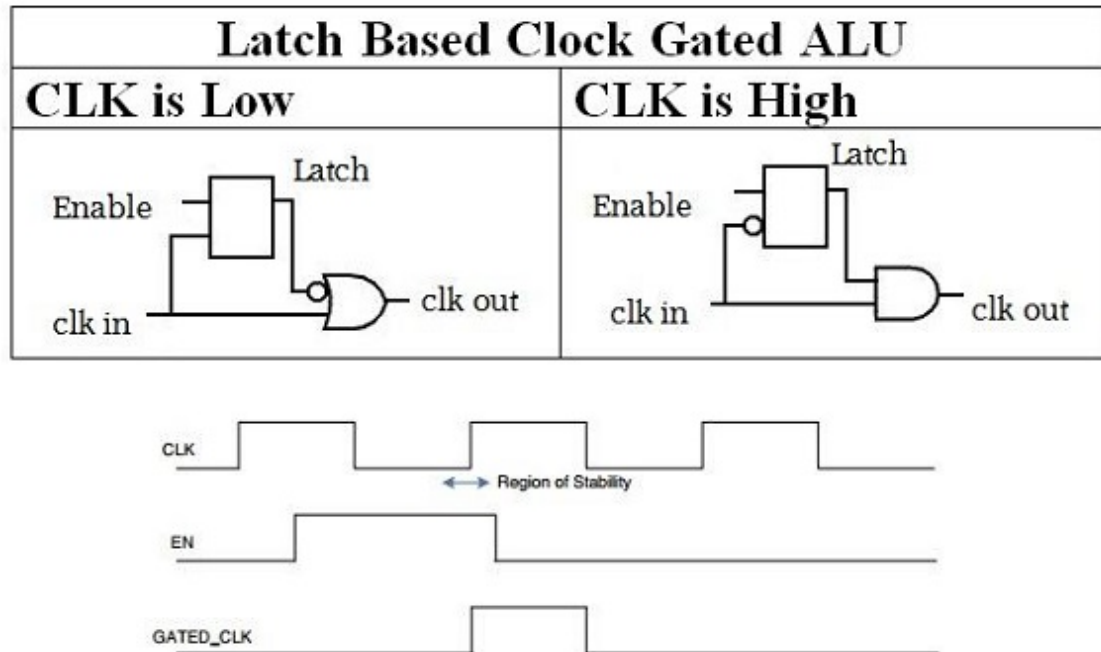 Latch Based Clock Gated ALU
CLK is Low
CLK is High
Latch
Enable
clk in
clk out
Latch
Enable
clk in
clk out
CLK
Region of Stability
EN
GATED_CLK